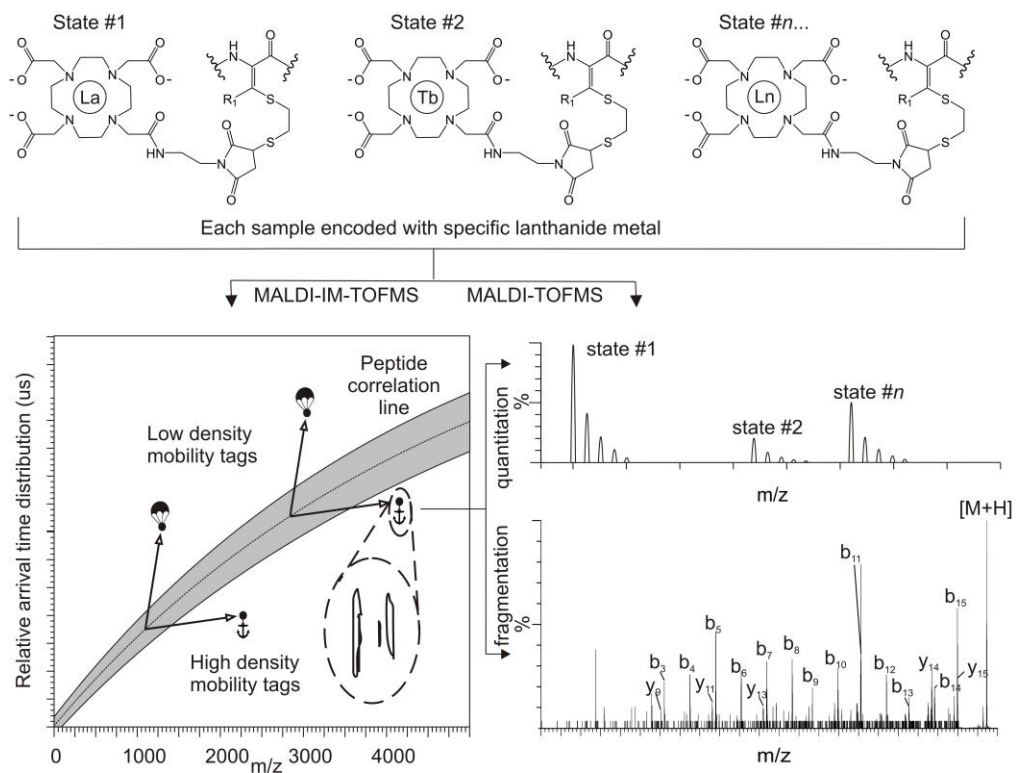 State #1
State #2
State #n...
O
O-
-O
O
N
N
La
O
O-
-O
O
N
N
O
HN
H
N
O
R1
S
S
O
N
O
O
O-
-O
O
N
N
Tb
O
O-
-O
O
N
N
O
HN
H
N
O
R1
S
S
O
N
O
O
O-
-O
O
N
N
Ln
O
O-
-O
O
N
N
O
HN
H
N
O
R1
S
S
O
N
O
Each sample encoded with specific lanthanide metal
MALDI-IM-TOFMS
MALDI-TOFMS
Relative arrival time distribution (us)
Peptide
correlation
line
Low density
mobility tags
High density
mobility tags
0
1000
2000
3000
4000
m/z
quantitation
%
state #1
state #2
state #n
m/z
fragmentation
%
[M+H]
b3
y9
b4
b5
y11
b6
b7
y13
b8
b9
b10
b11
b12
b13
y14
b14
b15
y15
m/z